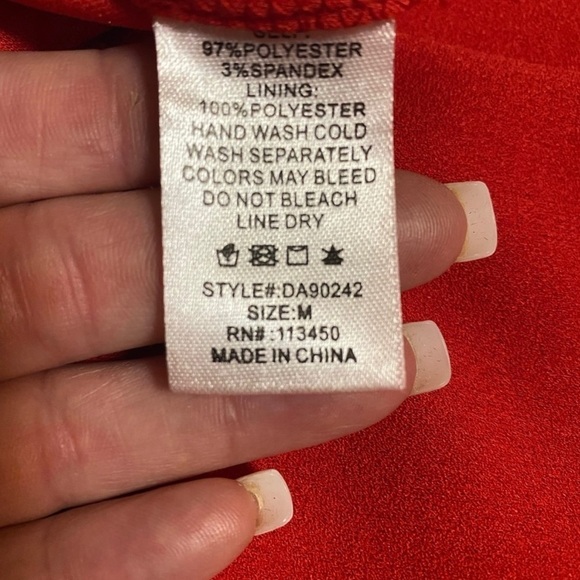 SELF:
97%POLYESTER
3%SPANDEX
LINING:
100%POLYESTER
HAND WASH COLD
WASH SEPARATELY
COLORS MAY BLEED
DO NOT BLEACH
LINE DRY
STYLE#:DA90242
SIZE:M
RN#:113450
MADE IN CHINA